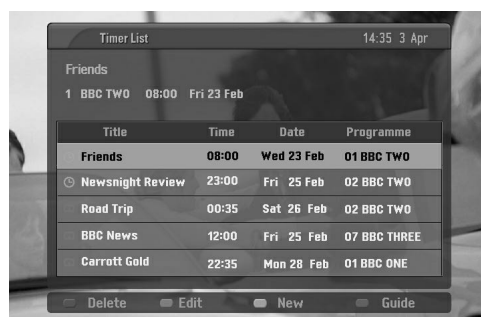 Timer List 14:35 3 Apr
Friends
1 BBC TWO 08:00 Fri 23 Feb
Title Time Date Programme
Friends 08:00 Wed 23 Feb 01 BBC TWO
Newsnight Review 23:00 Fri 25 Feb 02 BBC TWO
Road Trip 00:35 Sat 26 Feb 02 BBC TWO
BBC News 12:00 Fri 25 Feb 07 BBC THREE
Carrott Gold 22:35 Mon 28 Feb 01 BBC ONE
Delete Edit New Guide